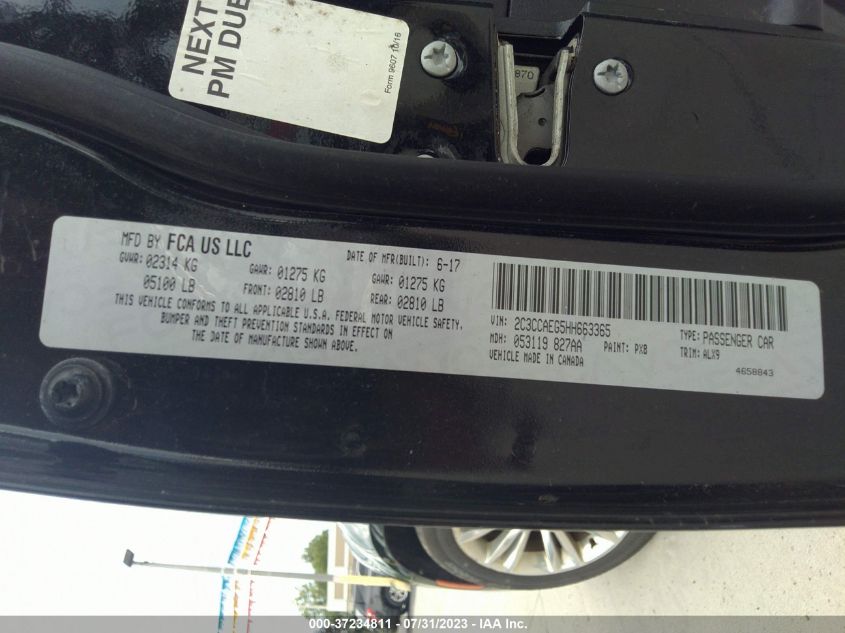 NEXT
PM DUE
Form 9607 10/16
870
MFD BY FCA US LLC
DATE OF MFR(BUILT): 6-17
GVWR: 02314 KG
GAWR: 01275 KG
GAWR: 01275 KG
05100 LB
FRONT: 02810 LB
REAR: 02810 LB
THIS VEHICLE CONFORMS TO ALL APPLICABLE U.S.A. FEDERAL MOTOR VEHICLE SAFETY,
BUMPER AND THEFT PREVENTION STANDARDS IN EFFECT ON
THE DATE OF MANUFACTURE SHOWN ABOVE.
VIN: 2C3CCAEG5HH663365
TYPE: PASSENGER CAR
MDH: 053119 827AA
PAINT: PX8
TRIM: ALX9
VEHICLE MADE IN CANADA
4658843
000-37234811 - 07/31/2023 - IAA Inc.